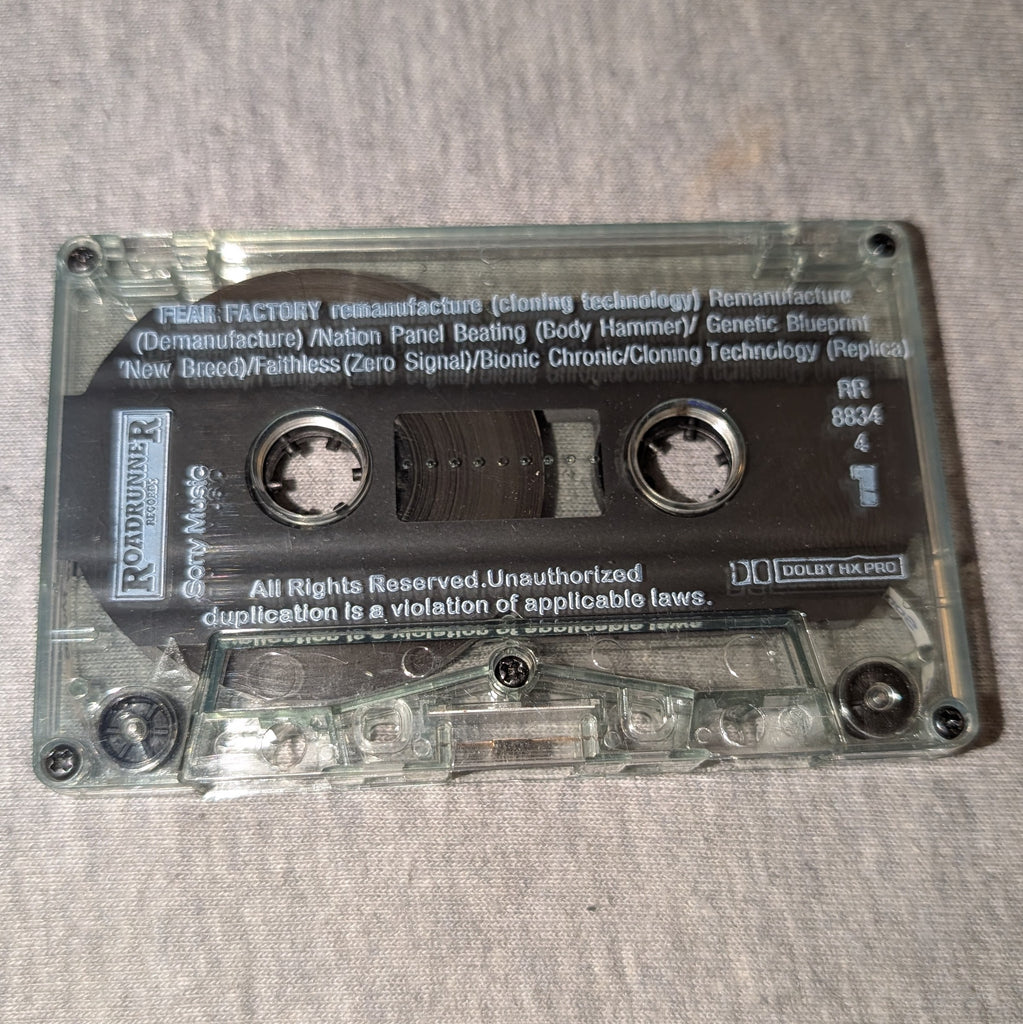 FEAR FACTORY remanufacture (cloning technology) Remanufacture
(Demanufacture) /Nation Panel Beating (Body Hammer)/ Genetic Blueprint
'New Breed)/Faithless (Zero Signal)/Bionic Chronic/Cloning Technology (Replica)
RR
8834
4
1
ROADRUNNER
RECORDS
Sony Music
All Rights Reserved.Unauthorized
duplication is a violation of applicable laws.
DOLBY HX PRO